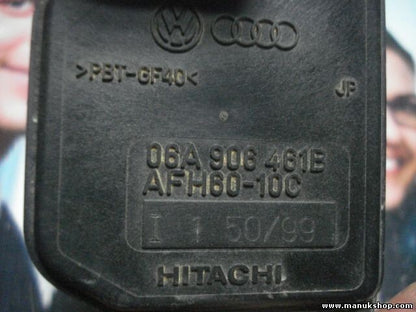 >PBT-GF40<
JP
06A 906 461B
AFH60-10C
I 1 50/99
HITACHI
www.manukshop.com